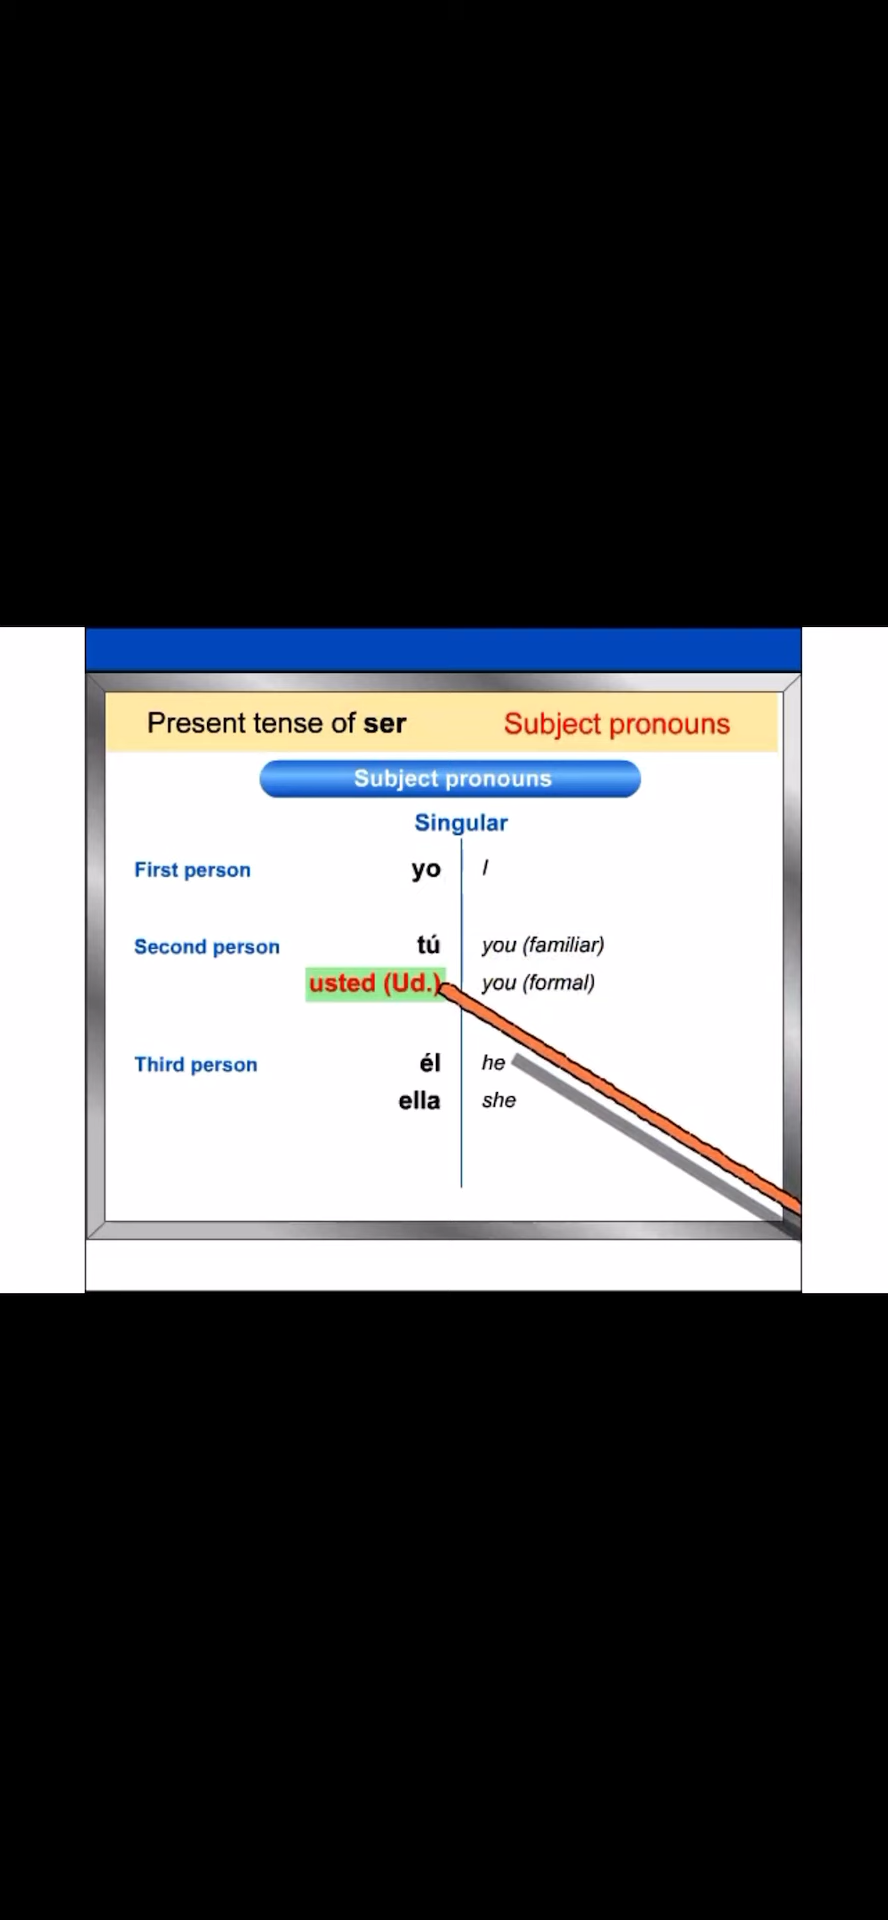 Present tense of ser Subject pronouns
Subject pronouns
Singular
First person yo I
Second person tú you (familiar)
usted (Ud.) you (formal)
Third person él he
ella she